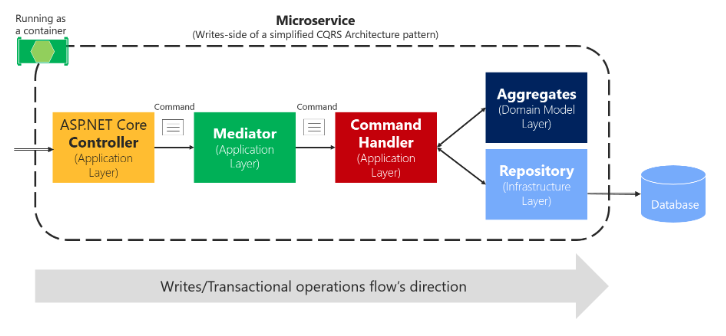 Running as
a container
Microservice
(Writes-side of a simplified CQRS Architecture pattern)
Command
Command
ASP.NET Core
Controller
(Application
Layer)
Mediator
(Application
Layer)
Command
Handler
(Application
Layer)
Aggregates
(Domain Model
Layer)
Repository
(Infrastructure
Layer)
Database
Writes/Transactional operations flow's direction